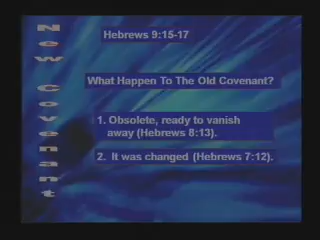 New Covenant
Hebrews 9:15-17
What Happen To The Old Covenant?
1. Obsolete, ready to vanish
away (Hebrews 8:13).
2. It was changed (Hebrews 7:12).